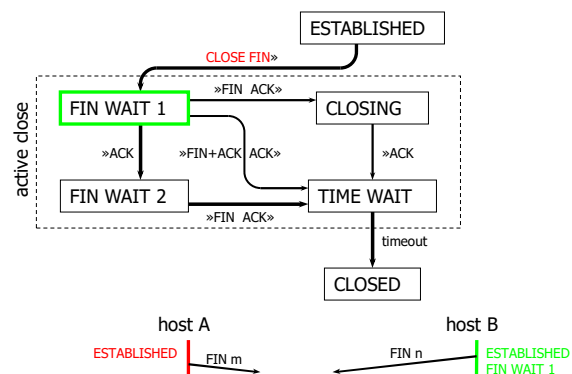 ESTABLISHED
CLOSE FIN»
active close
FIN WAIT 1
»FIN ACK»
CLOSING
»ACK
»FIN+ACK ACK»
»ACK
FIN WAIT 2
»FIN ACK»
TIME WAIT
timeout
CLOSED
host A
host B
ESTABLISHED
FIN m
FIN n
ESTABLISHED
FIN WAIT 1